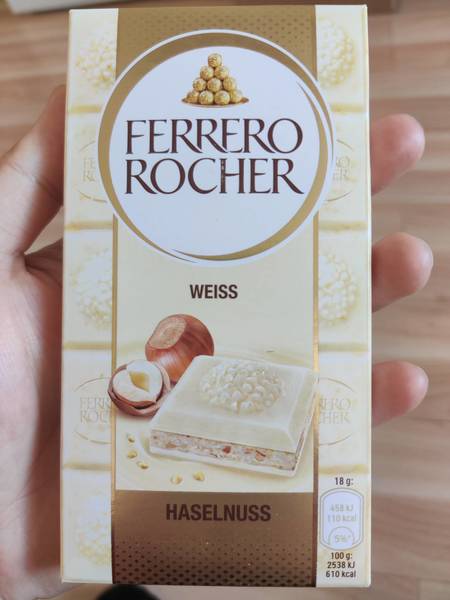 FERRERO
ROCHER
WEISS
HASELNUSS
18 g:
458 kJ
110 kcal
5%*
100 g:
2538 kJ
610 kcal